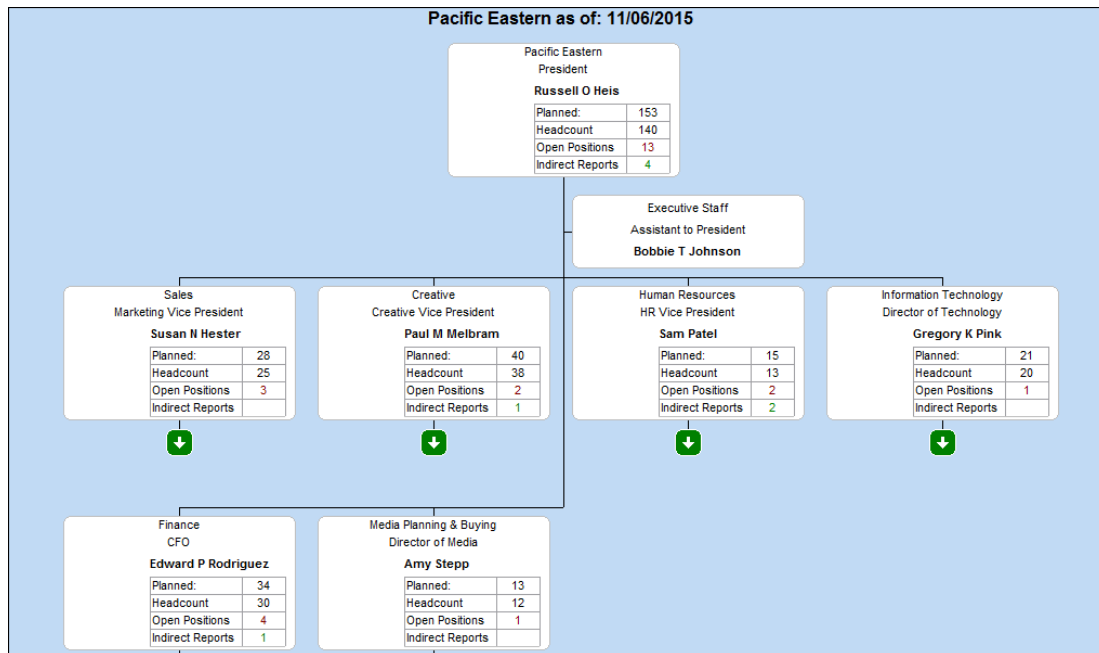 Pacific Eastern as of: 11/06/2015
Pacific Eastern
President
Russell O Heis
Planned: 153
Headcount 140
Open Positions 13
Indirect Reports 4
Executive Staff
Assistant to President
Bobbie T Johnson
Sales
Marketing Vice President
Susan N Hester
Planned: 28
Headcount 25
Open Positions 3
Indirect Reports
Creative
Creative Vice President
Paul M Melbram
Planned: 40
Headcount 38
Open Positions 2
Indirect Reports 1
Human Resources
HR Vice President
Sam Patel
Planned: 15
Headcount 13
Open Positions 2
Indirect Reports 2
Information Technology
Director of Technology
Gregory K Pink
Planned: 21
Headcount 20
Open Positions 1
Indirect Reports
Finance
CFO
Edward P Rodriguez
Planned: 34
Headcount 30
Open Positions 4
Indirect Reports 1
Media Planning & Buying
Director of Media
Amy Stepp
Planned: 13
Headcount 12
Open Positions 1
Indirect Reports